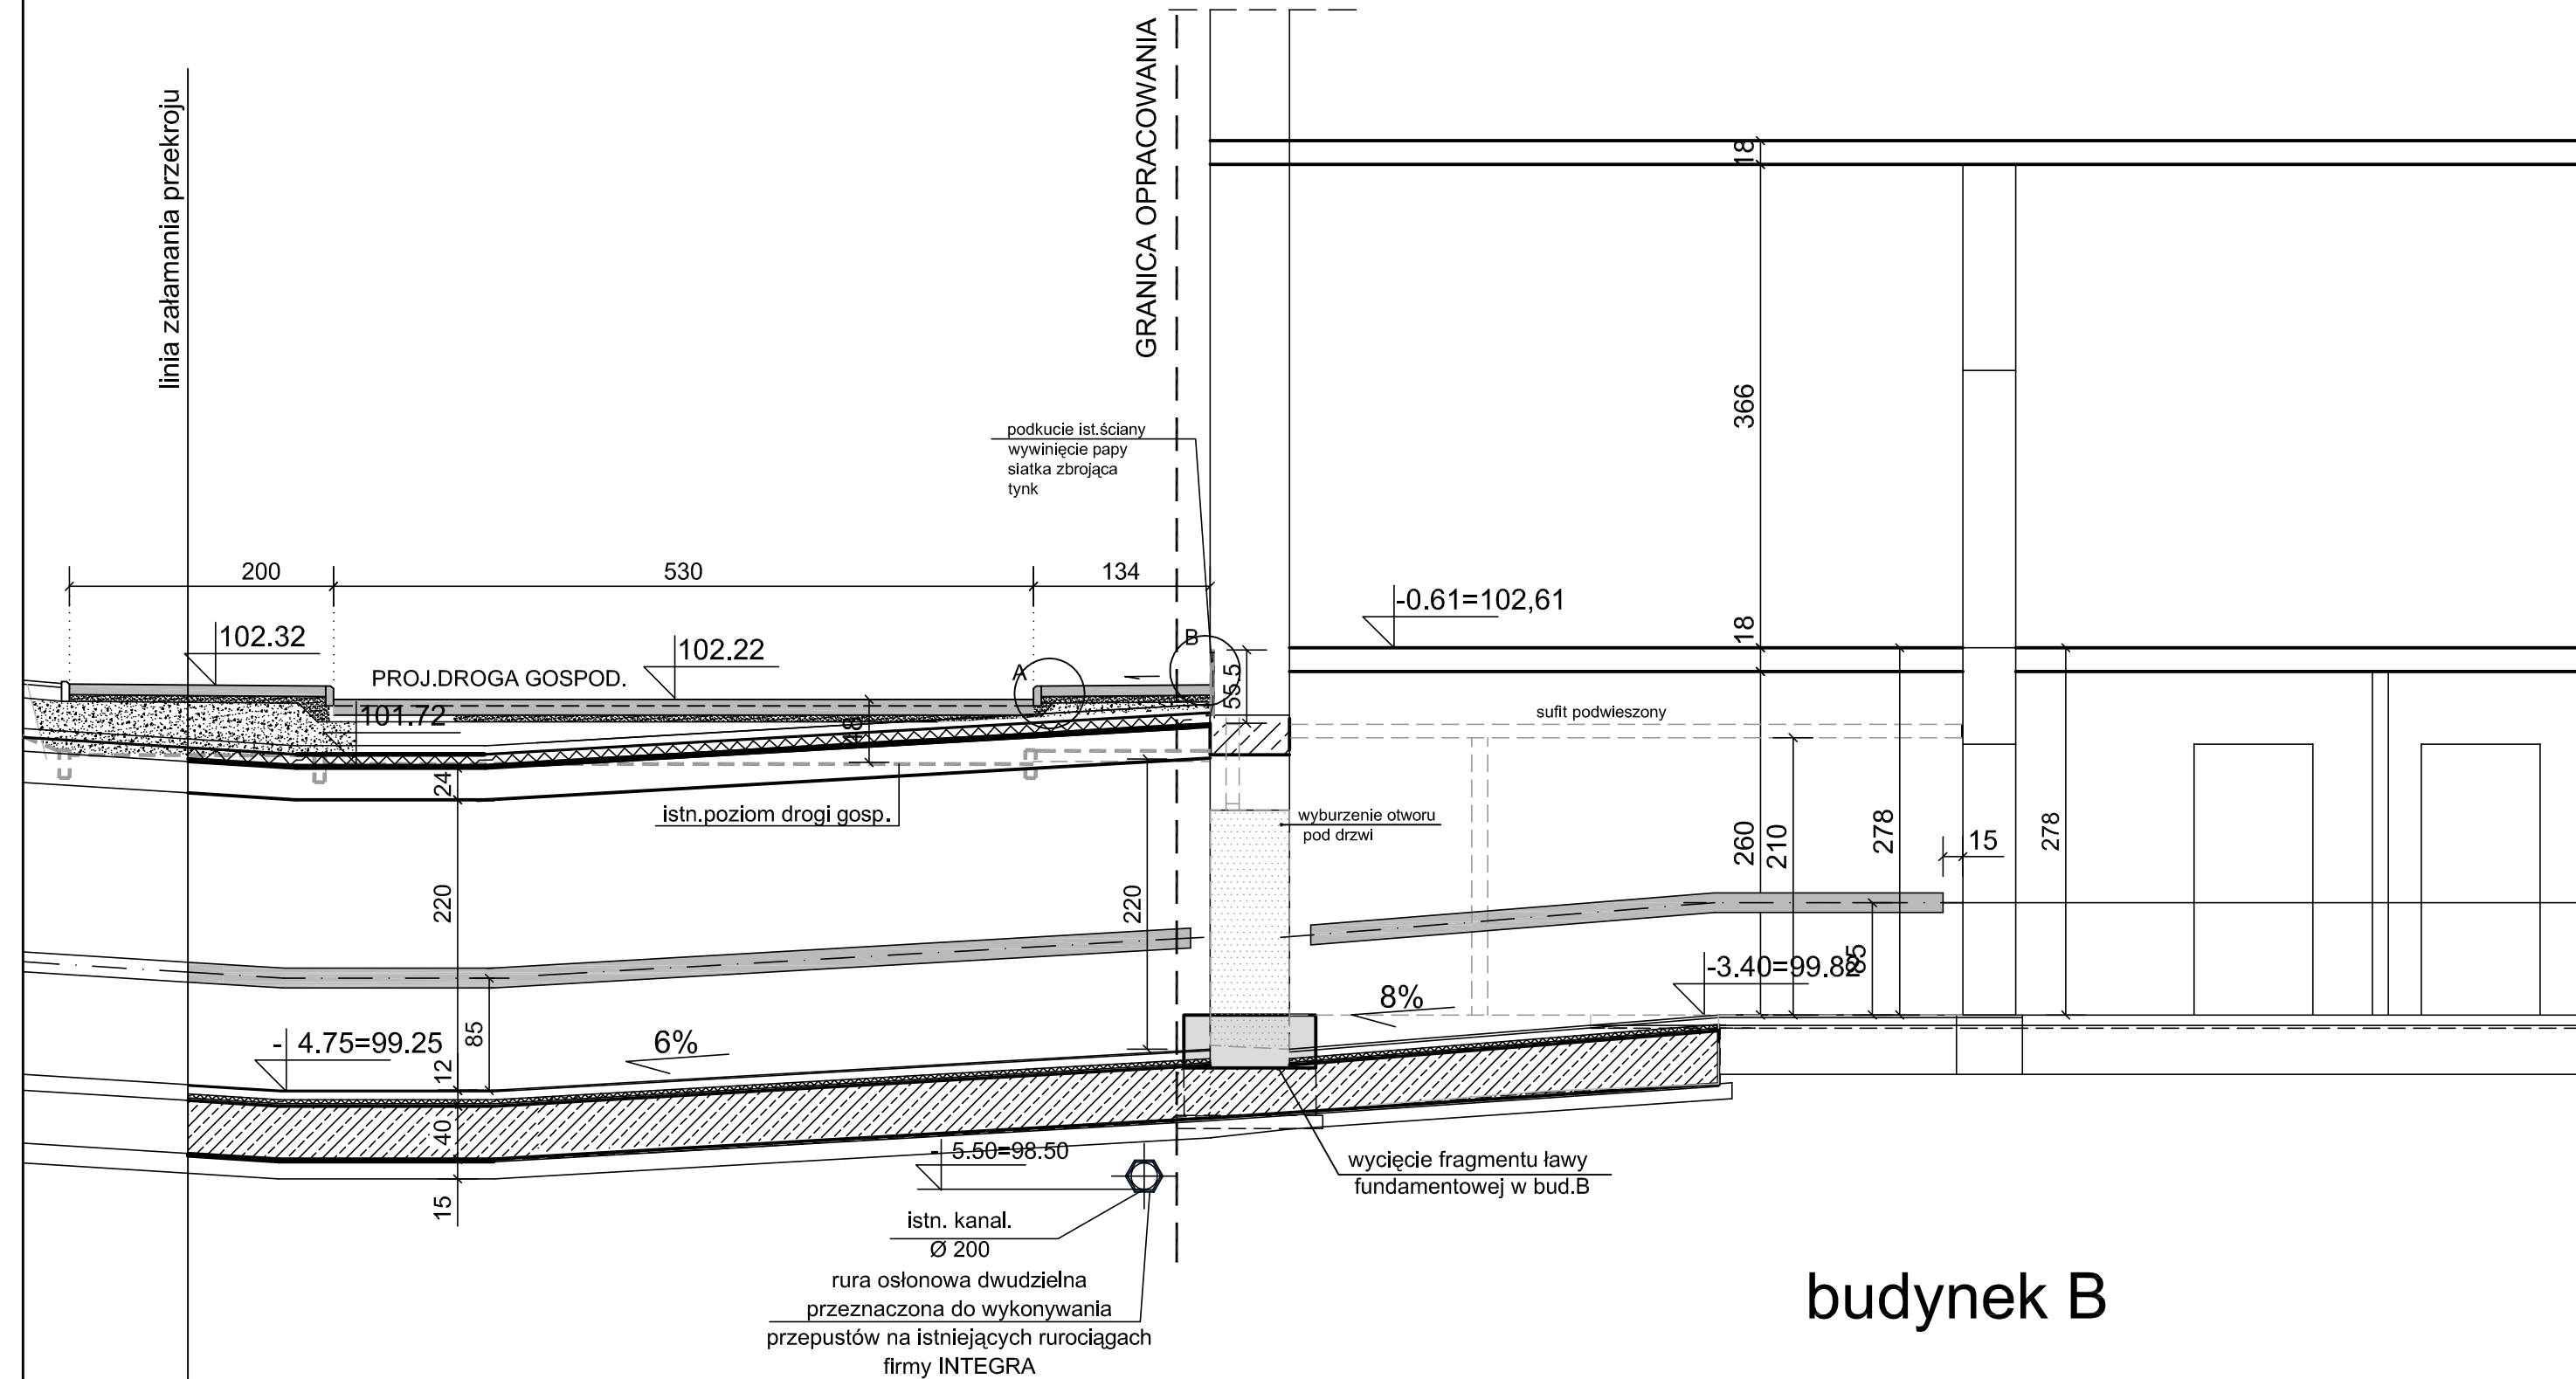 linia załamania przekroju
GRANICA OPRACOWANIA
18
366
18
podkucie ist.ściany
wywinięcie papy
siatka zbrojąca
tynk
200
530
134
-0.61=102,61
102.32
102.22
PROJ.DROGA GOSPOD.
101.72
A
B
55.5
48
sufit podwieszony
24
istn.poziom drogi gosp.
wyburzenie otworu
pod drzwi
220
220
260
210
278
15
278
85
-3.40=99.82
8%
- 4.75=99.25
85
6%
12
40
15
- 5.50=98.50
wycięcie fragmentu ławy
fundamentowej w bud.B
istn. kanal.
Ø 200
rura osłonowa dwudzielna
przeznaczona do wykonywania
przepustów na istniejących rurociągach
firmy INTEGRA
budynek B